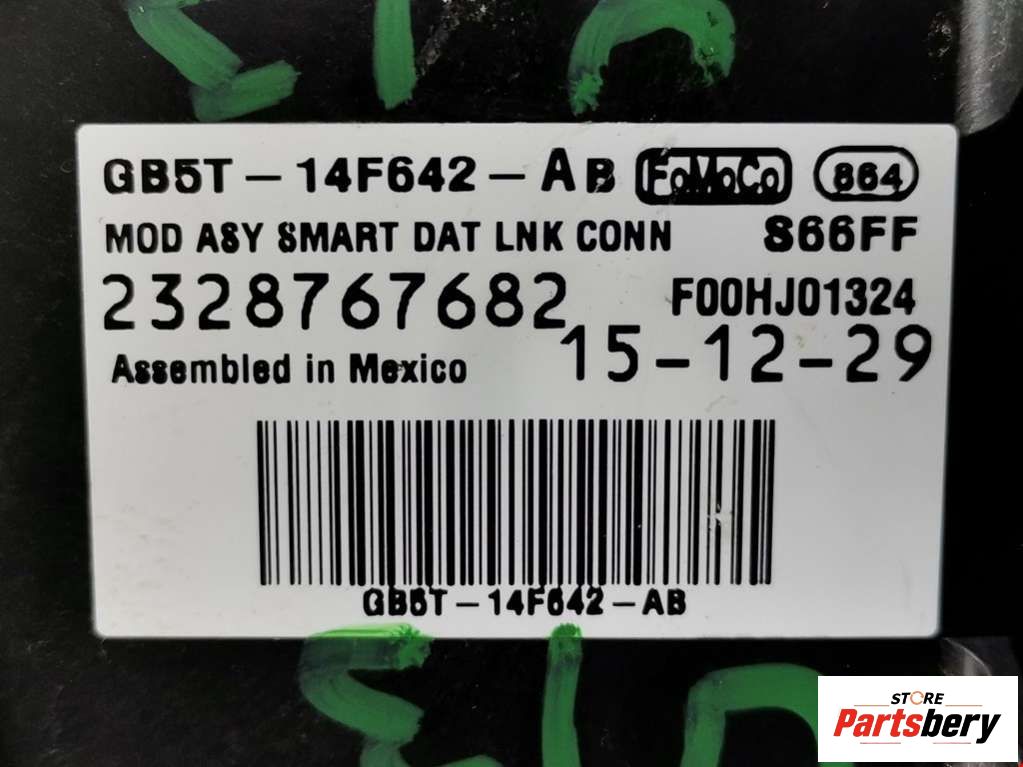 GB5T-14F642-AB FoMoCo 864
MOD ASY SMART DAT LNK CONN S66FF
2328767682 F00HJ01324
Assembled in Mexico 15-12-29
GB5T-14F642-AB
STORE
Partsbery